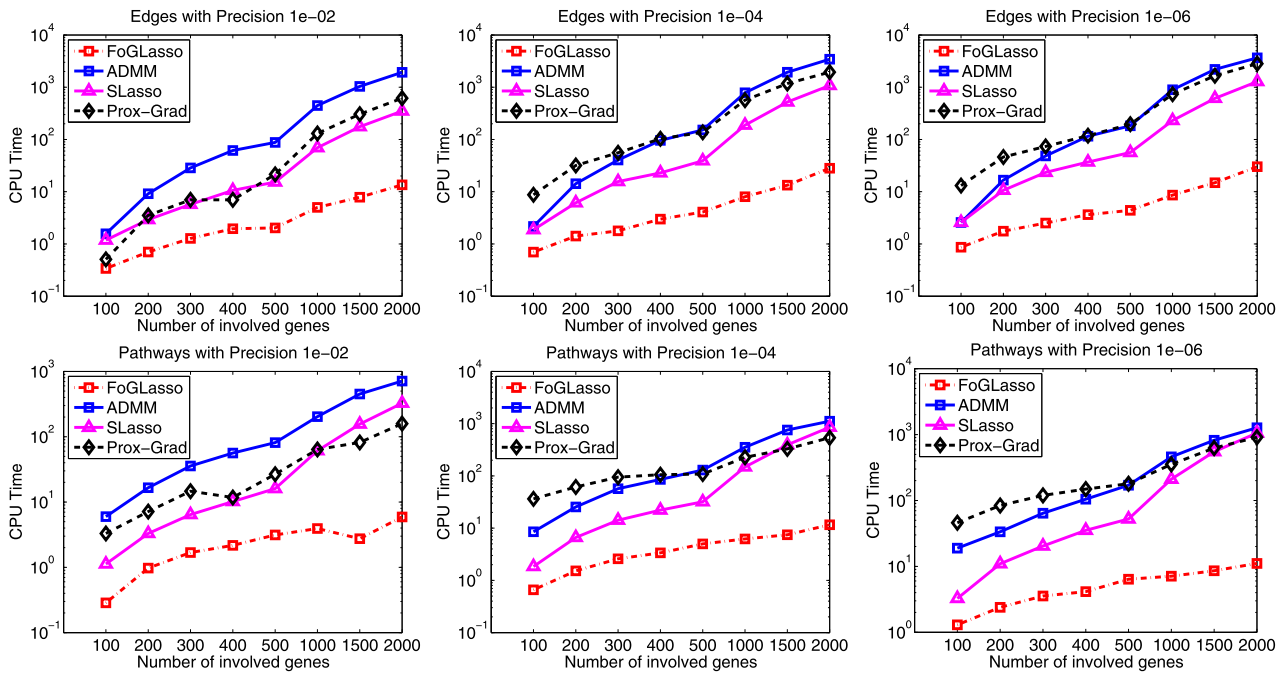 Edges with Precision 1e−02
CPU Time
10^4
10^3
10^2
10^1
10^0
10^−1
FoGLasso
ADMM
SLasso
Prox−Grad
100 200 300 400 500 1000 1500 2000
Number of involved genes
Edges with Precision 1e−04
CPU Time
10^4
10^3
10^2
10^1
10^0
10^−1
FoGLasso
ADMM
SLasso
Prox−Grad
100 200 300 400 500 1000 1500 2000
Number of involved genes
Edges with Precision 1e−06
CPU Time
10^4
10^3
10^2
10^1
10^0
10^−1
FoGLasso
ADMM
SLasso
Prox−Grad
100 200 300 400 500 1000 1500 2000
Number of involved genes
Pathways with Precision 1e−02
CPU Time
10^3
10^2
10^1
10^0
10^−1
FoGLasso
ADMM
SLasso
Prox−Grad
100 200 300 400 500 1000 1500 2000
Number of involved genes
Pathways with Precision 1e−04
CPU Time
10^4
10^3
10^2
10^1
10^0
10^−1
FoGLasso
ADMM
SLasso
Prox−Grad
100 200 300 400 500 1000 1500 2000
Number of involved genes
Pathways with Precision 1e−06
CPU Time
10^4
10^3
10^2
10^1
10^0
FoGLasso
ADMM
SLasso
Prox−Grad
100 200 300 400 500 1000 1500 2000
Number of involved genes